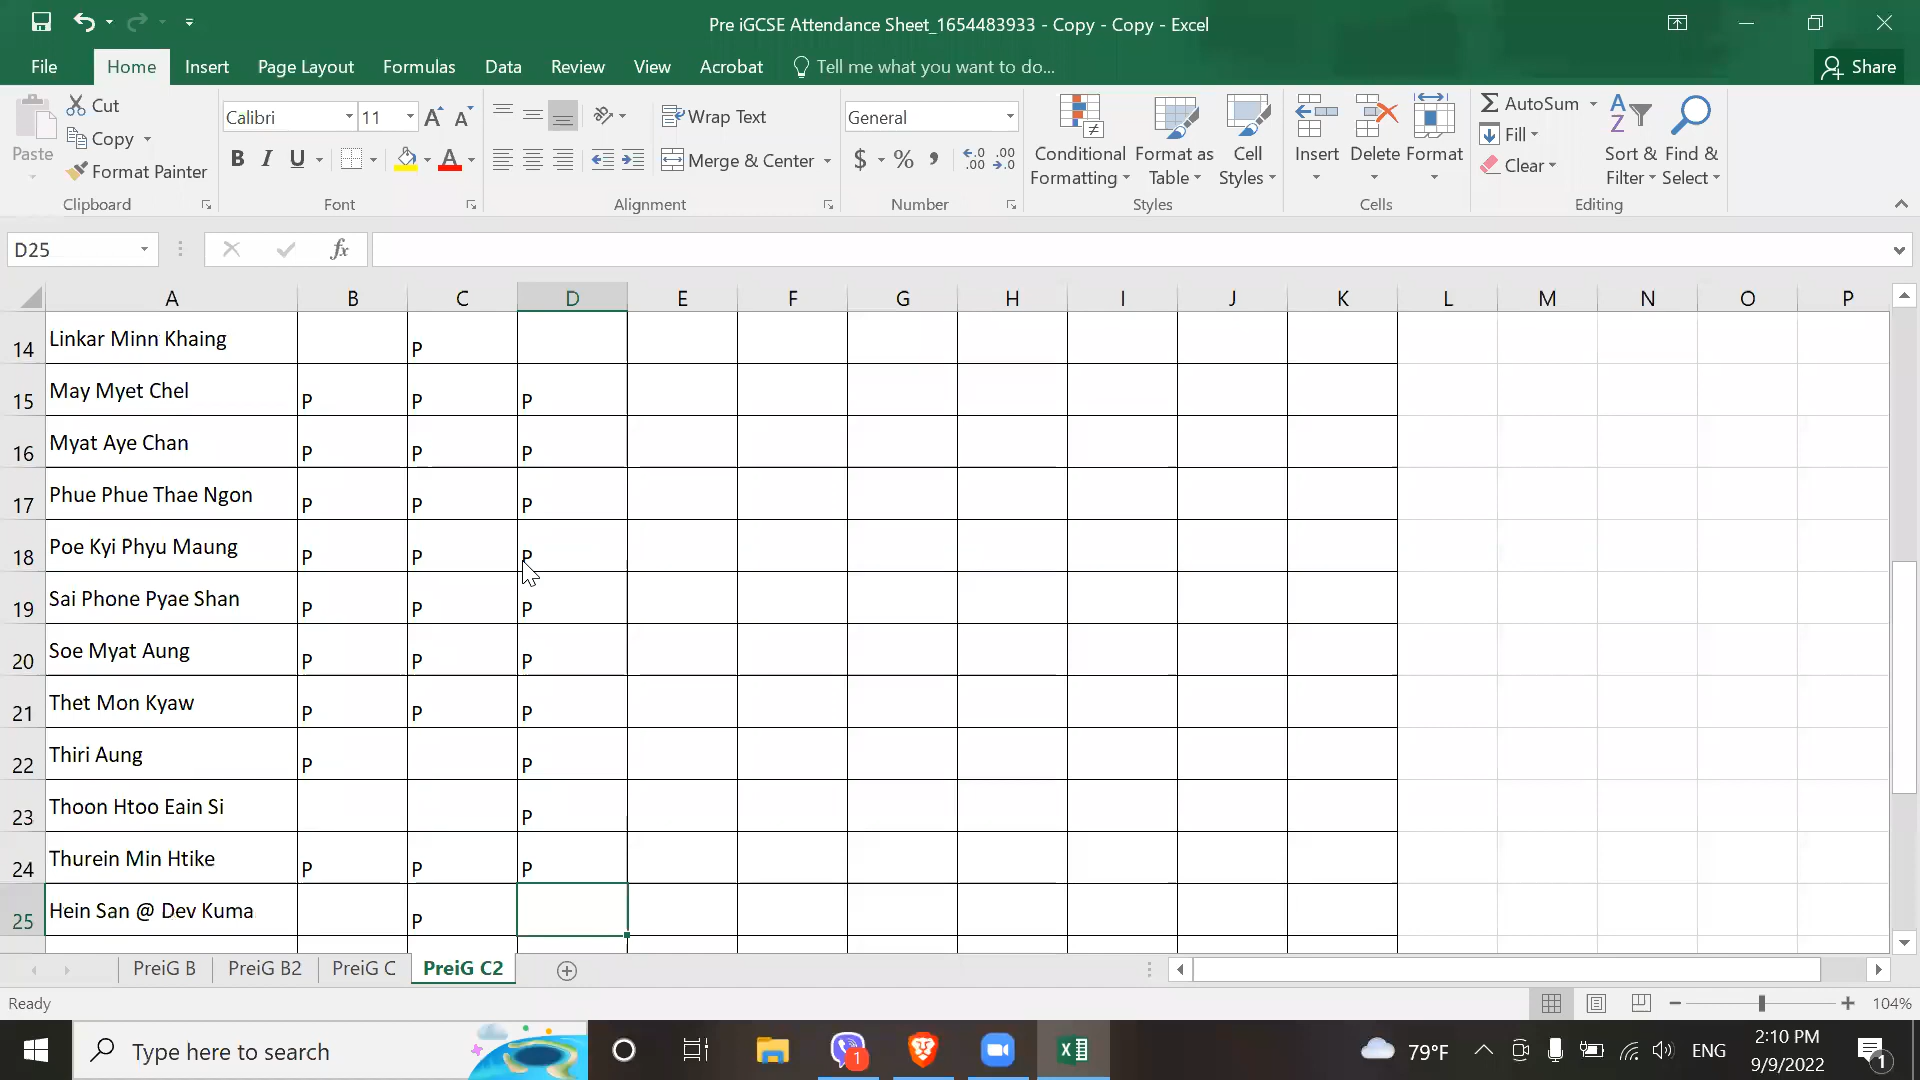 Pre iGCSE Attendance Sheet_1654483933 - Copy - Copy - Excel
File Home Insert Page Layout Formulas Data Review View Acrobat Tell me what you want to do... Share
Paste
Cut
Copy
Format Painter
Clipboard
Calibri 11
B I U
Font
Wrap Text
Merge & Center
Alignment
General
$ % ,
Number
Conditional Formatting
Format as Table
Cell Styles
Styles
Insert Delete Format
Cells
AutoSum
Fill
Clear
Sort & Filter
Find & Select
Editing
D25 fx
A B C D E F G H I J K L M N O P
14 Linkar Minn Khaing P
15 May Myet Chel P P P
16 Myat Aye Chan P P P
17 Phue Phue Thae Ngon P P P
18 Poe Kyi Phyu Maung P P P
19 Sai Phone Pyae Shan P P P
20 Soe Myat Aung P P P
21 Thet Mon Kyaw P P P
22 Thiri Aung P P
23 Thoon Htoo Eain Si P
24 Thurein Min Htike P P P
25 Hein San @ Dev Kuma P
PreiG B PreiG B2 PreiG C PreiG C2
Ready 104%
Type here to search 1 79°F ENG 2:10 PM
9/9/2022 1